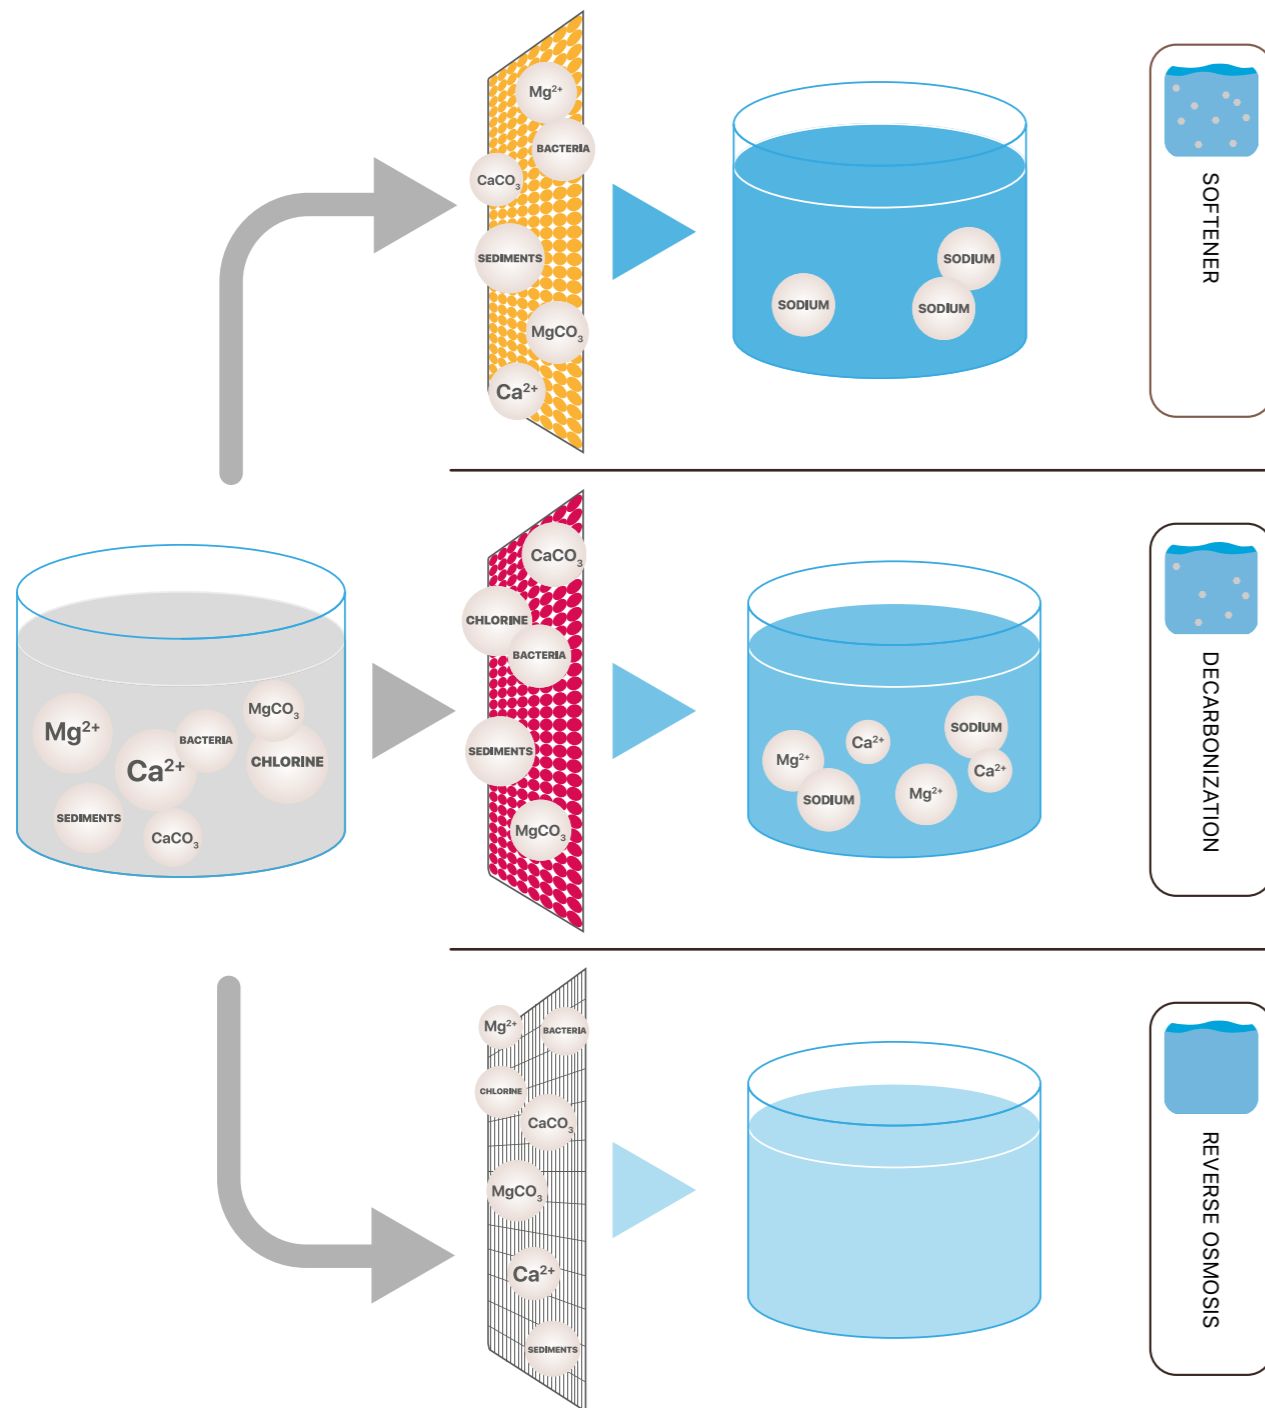 Mg²⁺
BACTERIA
CaCO₃
SEDIMENTS
MgCO₃
Ca²⁺
SODIUM
SODIUM
SODIUM
SOFTENER
Mg²⁺
Ca²⁺
BACTERIA
MgCO₃
CHLORINE
SEDIMENTS
CaCO₃
CaCO₃
CHLORINE
BACTERIA
SEDIMENTS
MgCO₃
Mg²⁺
SODIUM
Ca²⁺
Mg²⁺
SODIUM
Ca²⁺
DECARBONIZATION
Mg²⁺
BACTERIA
CHLORINE
CaCO₃
MgCO₃
Ca²⁺
SEDIMENTS
REVERSE OSMOSIS